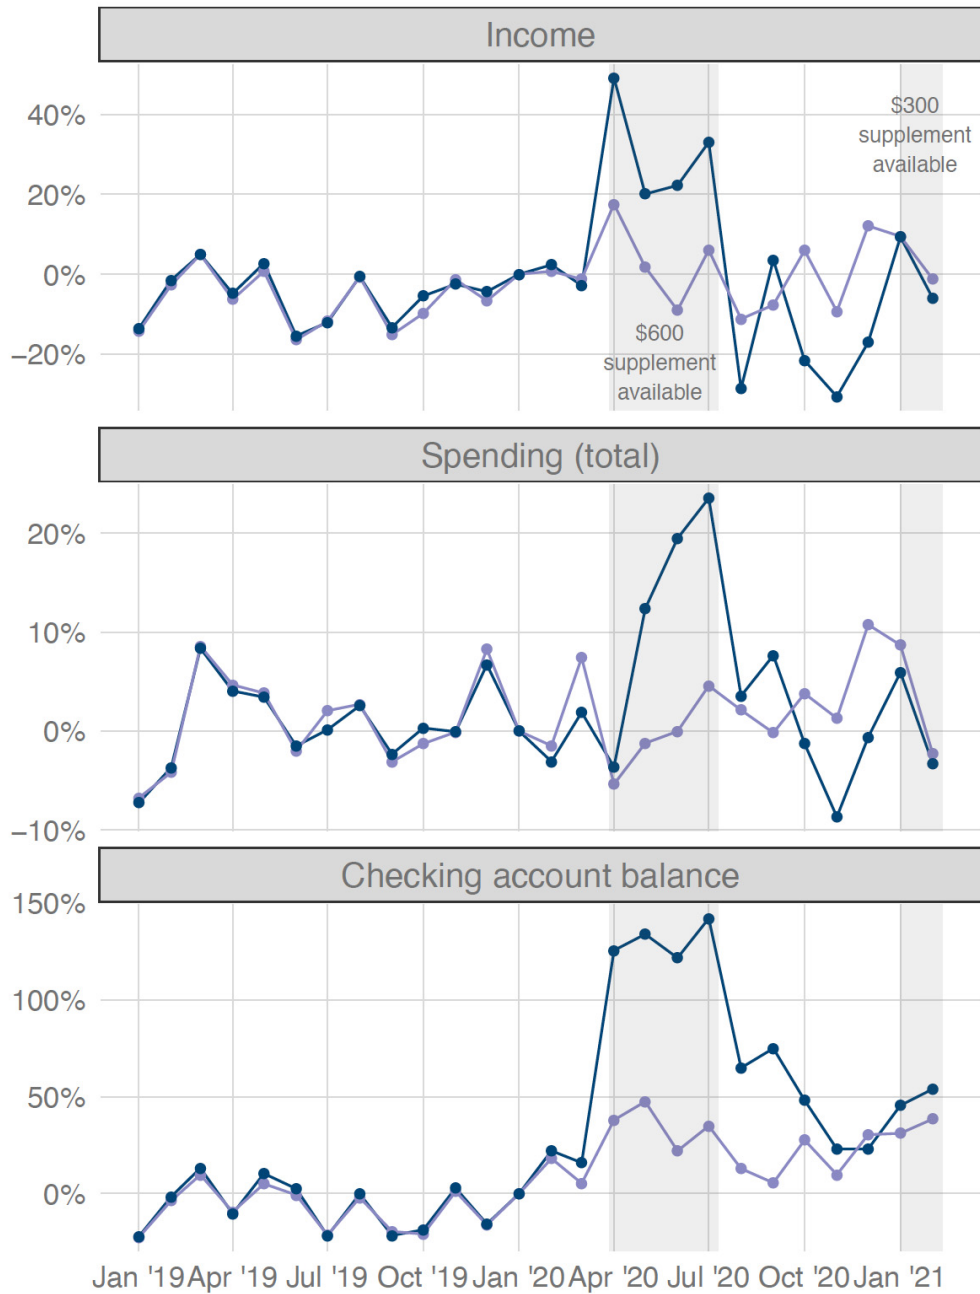 Income
40%
20%
0%
−20%
$300
supplement
available
$600
supplement
available
Spending (total)
20%
10%
0%
−10%
Checking account balance
150%
100%
50%
0%
Jan '19 Apr '19 Jul '19 Oct '19 Jan '20 Apr '20 Jul '20 Oct '20 Jan '21